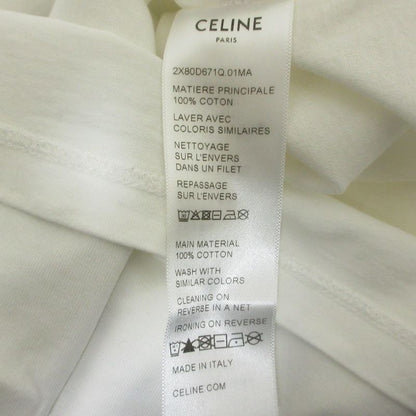 CELINE
PARIS
2X80D671Q.01MA
MATIERE PRINCIPALE
100% COTON
LAVER AVEC
COLORIS SIMILAIRES
NETTOYAGE
SUR L'ENVERS
DANS UN FILET
REPASSAGE
SUR L'ENVERS
MAIN MATERIAL
100% COTTON
WASH WITH
SIMILAR COLORS
CLEANING ON
REVERSE IN A NET
IRONING ON REVERSE
MADE IN ITALY
CELINE.COM